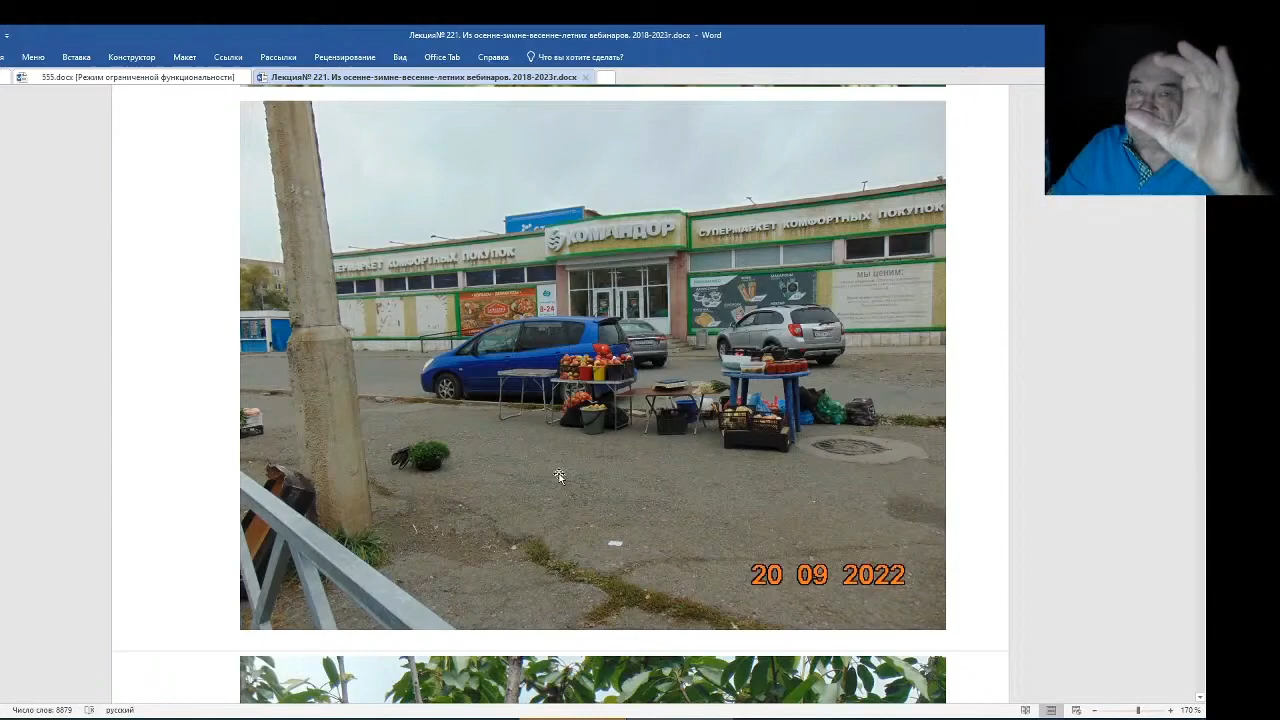 Лекция№ 221. Из осенне-зимне-весенне-летних вебинаров. 2018-2023г.docx - Word
Меню Вставка Конструктор Макет Ссылки Рассылки Рецензирование Вид Office Tab Справка Что вы хотите сделать?
555.docx [Режим ограниченной функциональности] Лекция№ 221. Из осенне-зимне-весенне-летних вебинаров. 2018-2023г.docx
КОМАНДОР
СУПЕРМАРКЕТ КОМФОРТНЫХ ПОКУПОК
ЕРМАРКЕТ КОМФОРТНЫХ ПОКУПОК
8-24
МЫ ЦЕНИМ:
20 09 2022
Число слов: 8879 русский 170 %